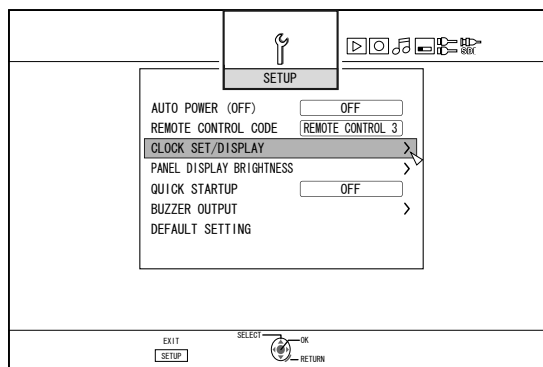 SETUP
AUTO POWER (OFF) OFF
REMOTE CONTROL CODE REMOTE CONTROL 3
CLOCK SET/DISPLAY
PANEL DISPLAY BRIGHTNESS
QUICK STARTUP OFF
BUZZER OUTPUT
DEFAULT SETTING
EXIT
SETUP
SELECT
OK
RETURN